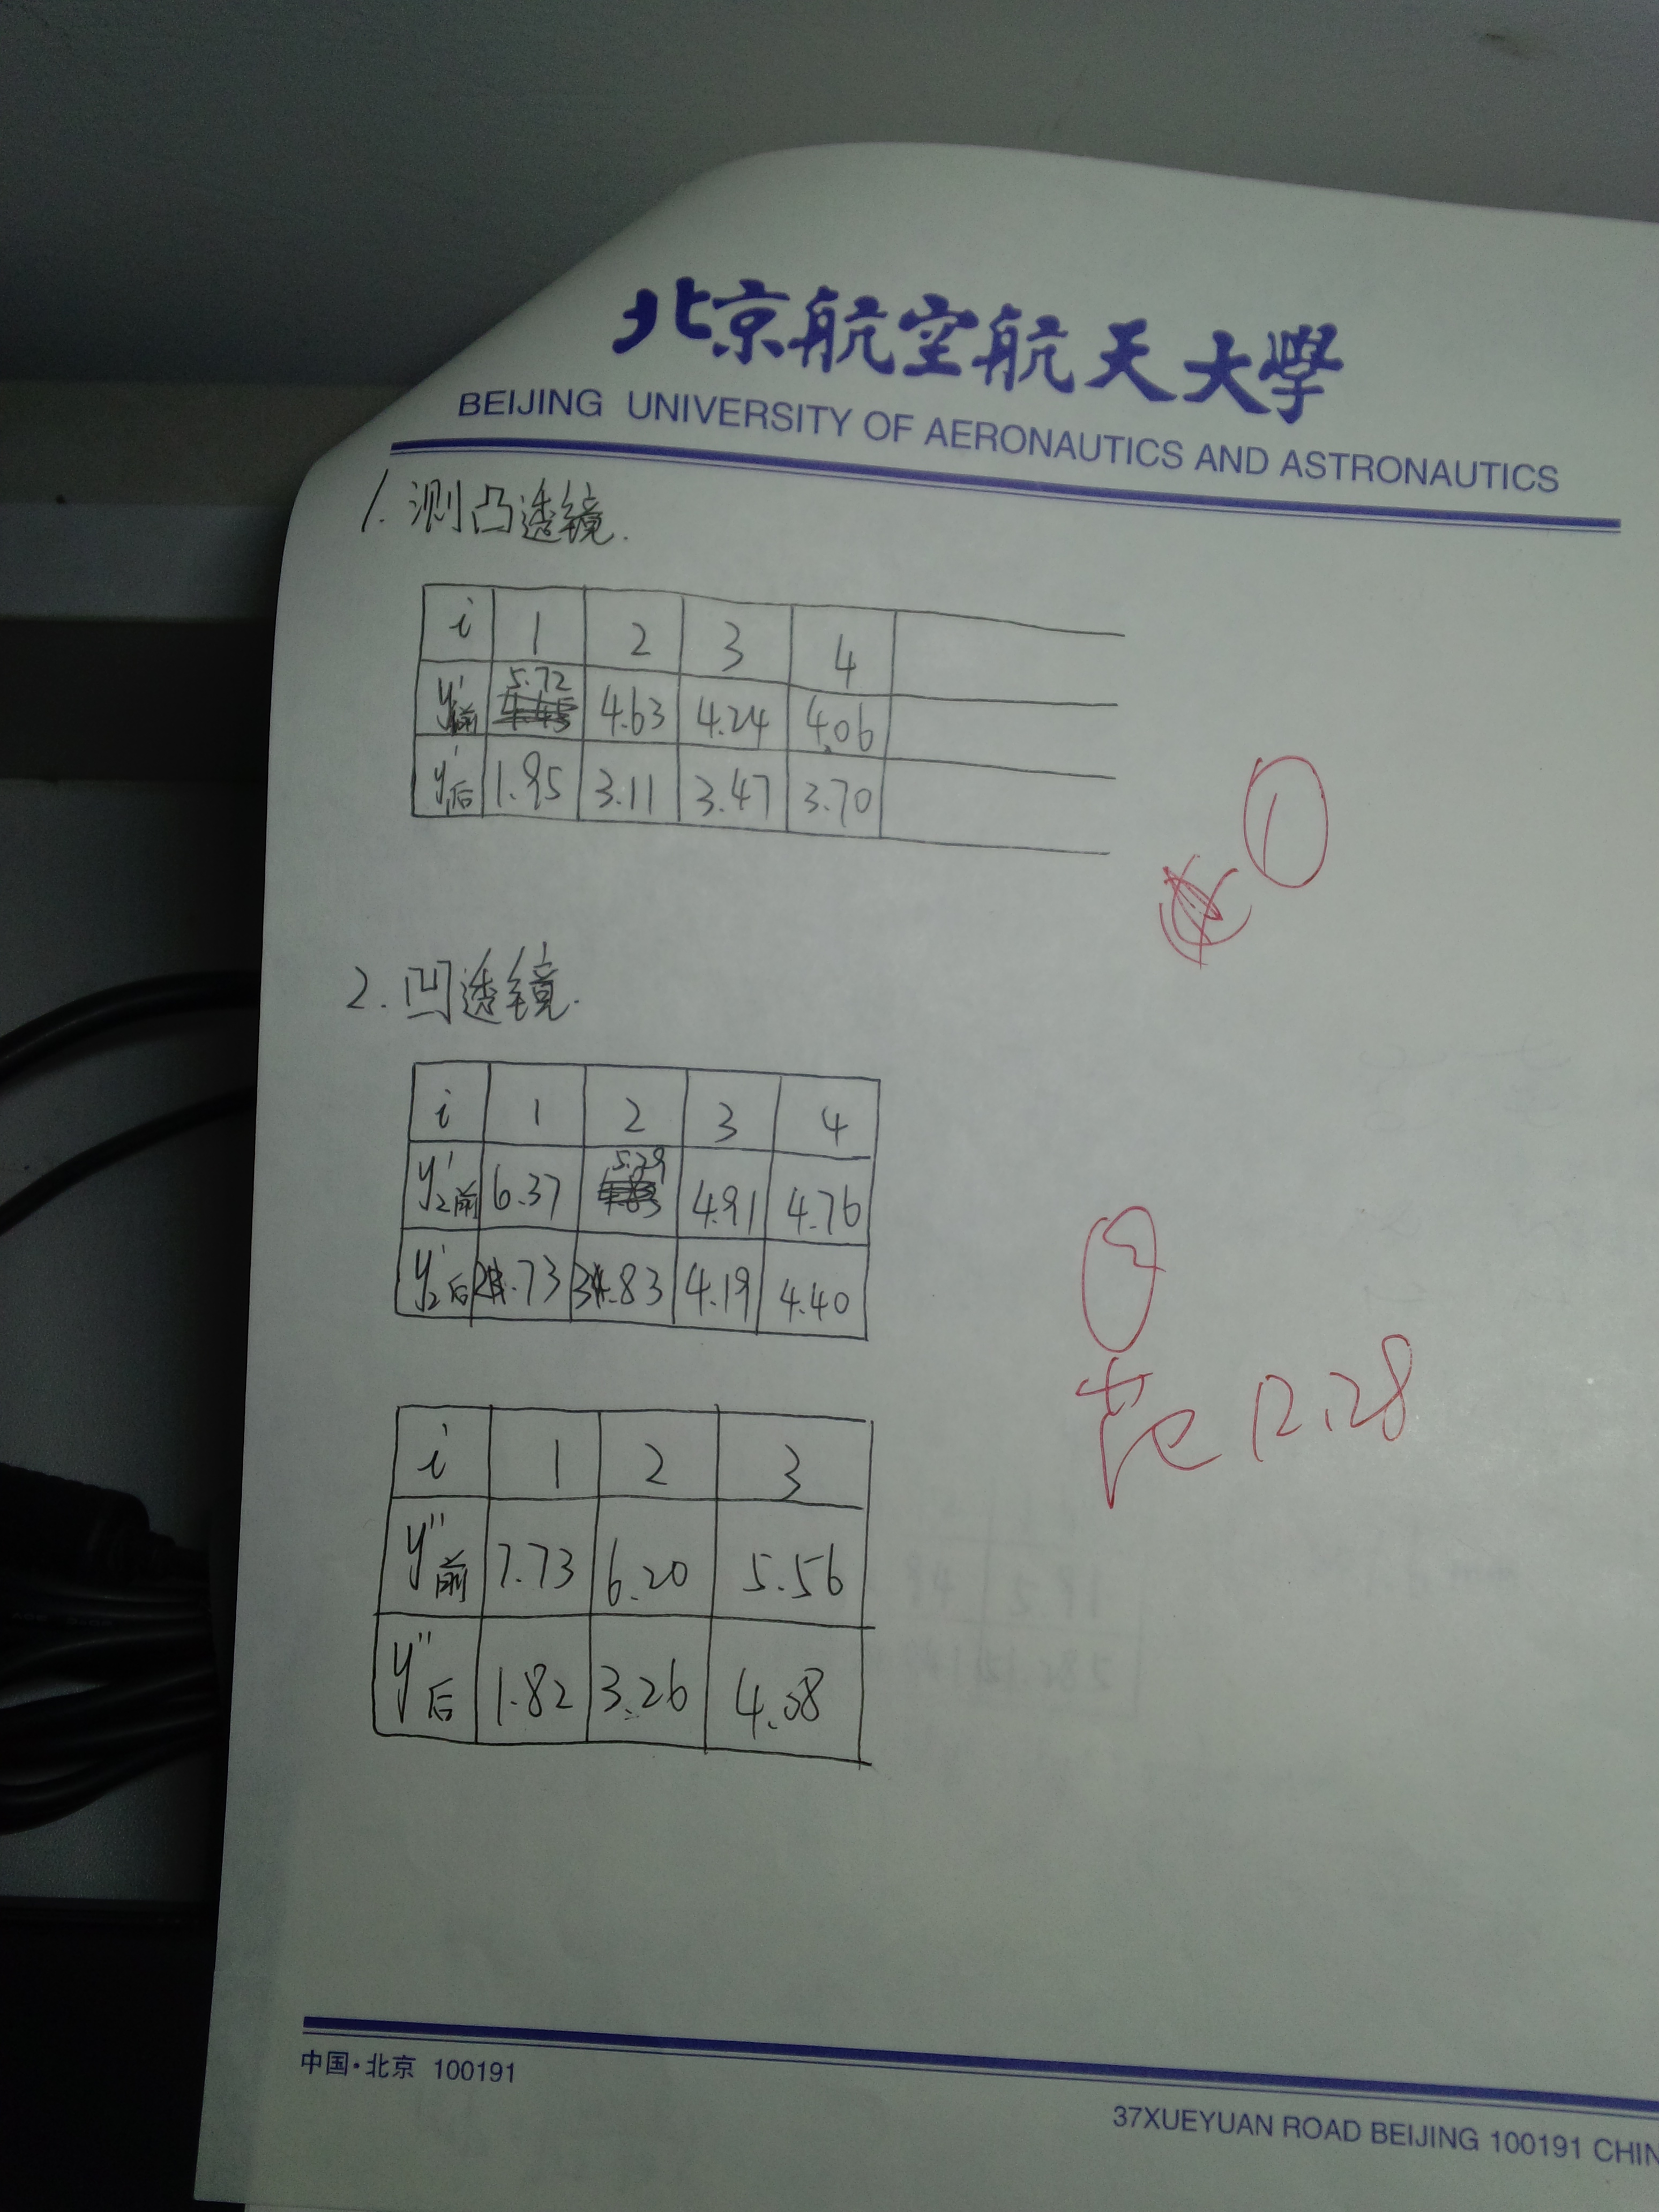 北京航空航天大學
BEIJING UNIVERSITY OF AERONAUTICS AND ASTRONAUTICS
1. 测凸透镜.
i 1 2 3 4
y'₁前 5.72 4.63 4.24 4.06
y'₁后 1.95 3.11 3.47 3.70
①
2. 凹透镜.
i 1 2 3 4
y'₂前 6.37 5.29 4.91 4.76
y'₂后 2.73 3.83 4.19 4.40
②
12.28
i 1 2 3
y''前 7.73 6.20 5.56
y''后 1.82 3.26 4.08
中国·北京 100191
37XUEYUAN ROAD BEIJING 100191 CHIN